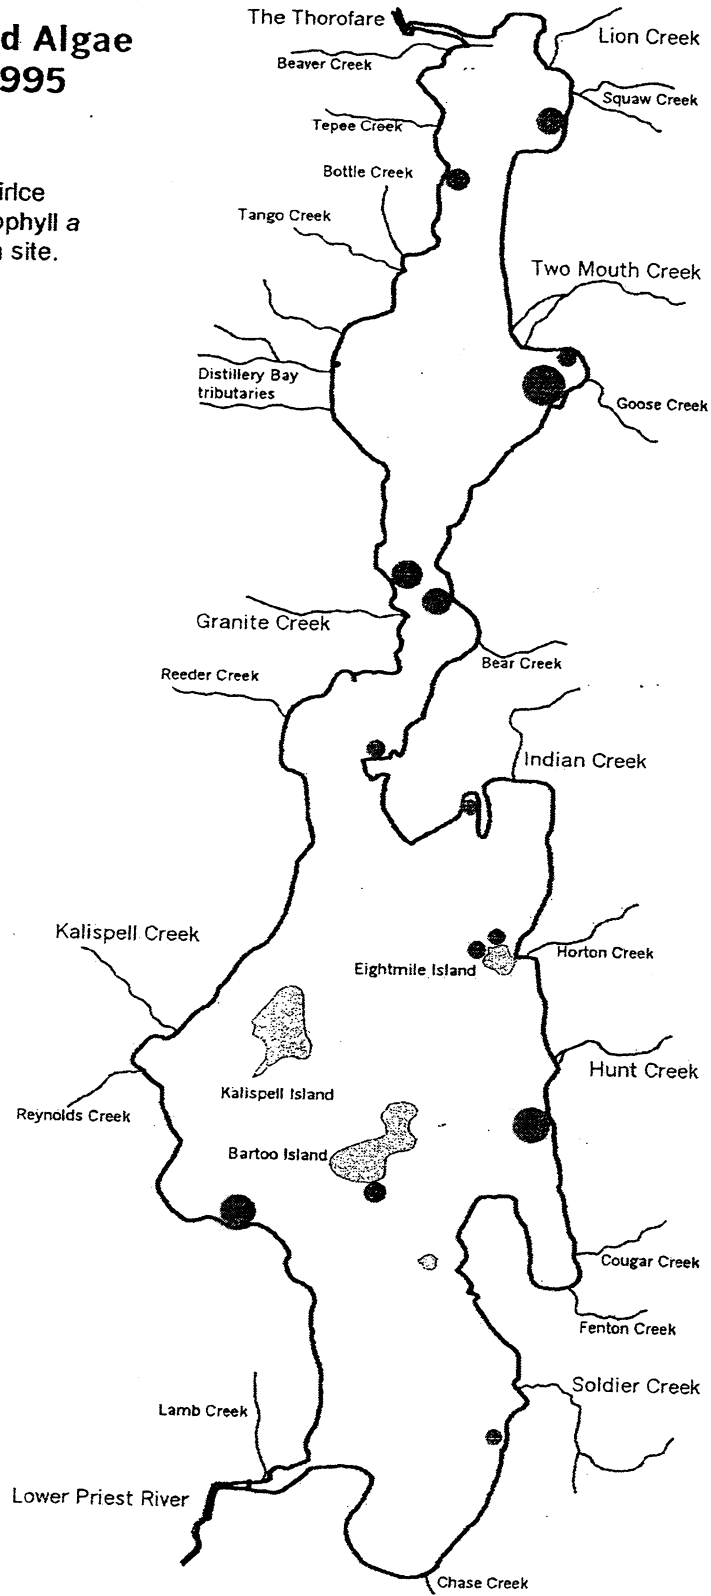 d Algae
995
ophyll a
site.
The Thorofare
Lion Creek
Beaver Creek
Squaw Creek
Tepee Creek
Bottle Creek
Tango Creek
Two Mouth Creek
Distillery Bay
tributaries
Goose Creek
Granite Creek
Bear Creek
Reeder Creek
Indian Creek
Kalispell Creek
Horton Creek
Eightmile Island
Hunt Creek
Kalispell Island
Reynolds Creek
Bartoo Island
Cougar Creek
Fenton Creek
Soldier Creek
Lamb Creek
Lower Priest River
Chase Creek